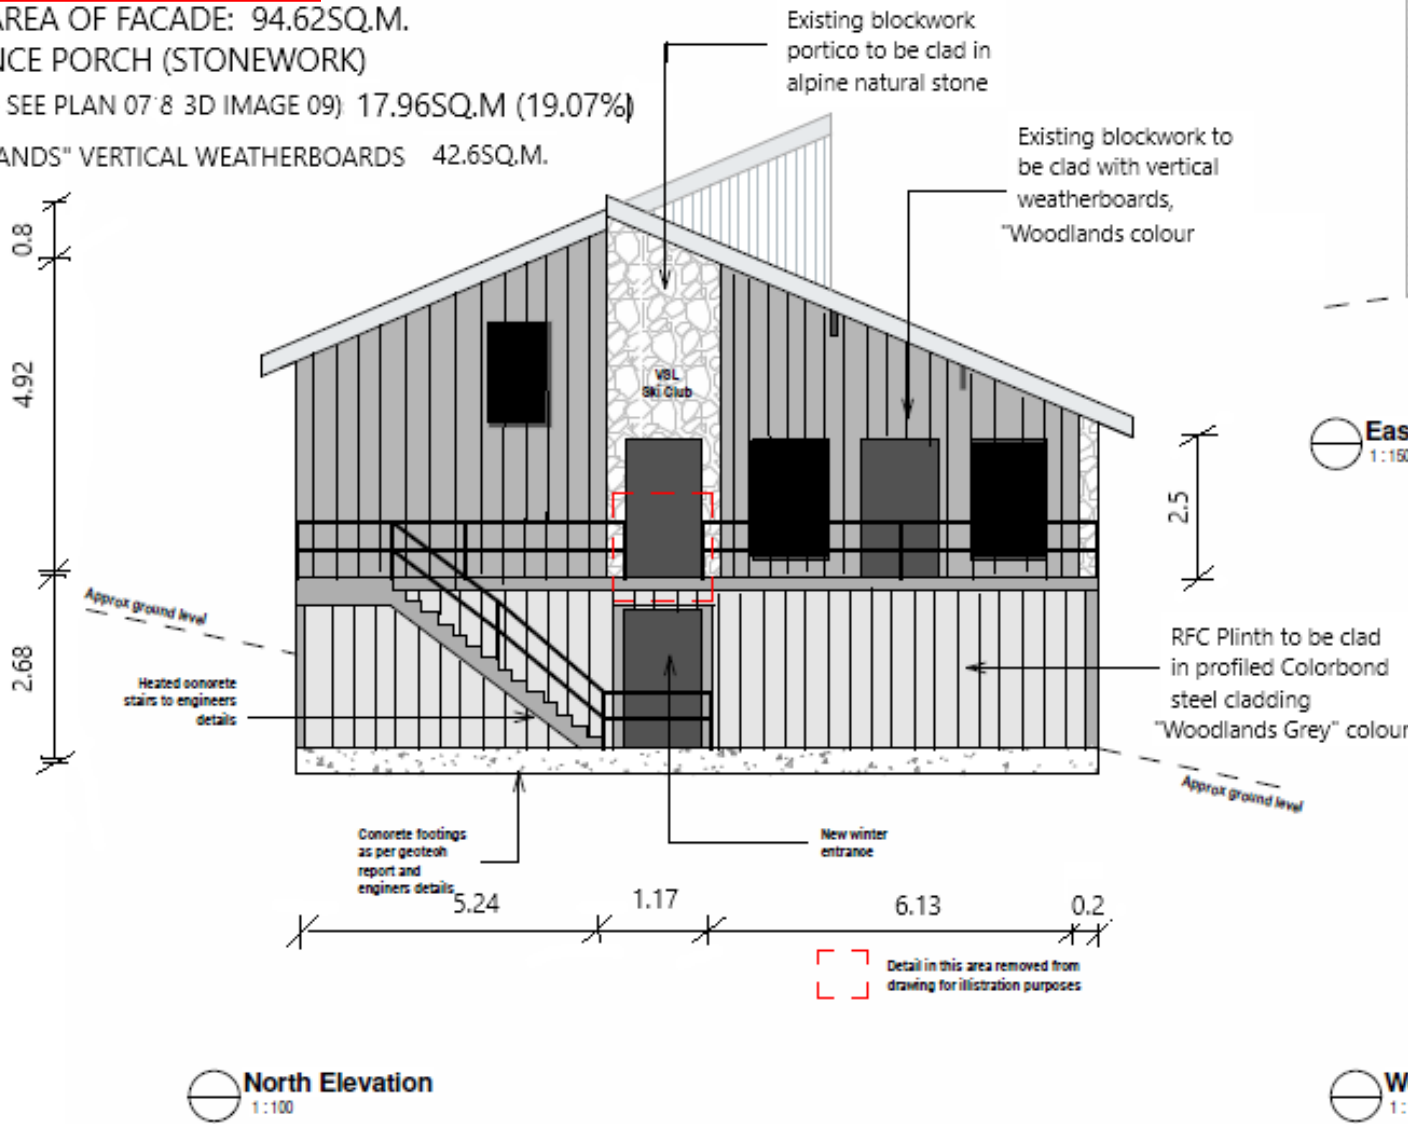 AREA OF FACADE: 94.62SQ.M.
NCE PORCH (STONEWORK)
SEE PLAN 07 8 3D IMAGE 09): 17.96SQ.M (19.07%)
ANDS" VERTICAL WEATHERBOARDS 42.6SQ.M.
Existing blockwork
portico to be clad in
alpine natural stone
Existing blockwork to
be clad with vertical
weatherboards,
"Woodlands colour
0.8
4.92
2.68
VSL
Ski Club
2.5
Eas
1:150
Approx ground level
Heated concrete
stairs to engineers
details
RFC Plinth to be clad
in profiled Colorbond
steel cladding
"Woodlands Grey" colour
Approx ground level
Concrete footings
as per geotech
report and
enginers details
New winter
entrance
5.24
1.17
6.13
0.2
Detail in this area removed from
drawing for illistration purposes
North Elevation
1:100
W
1: